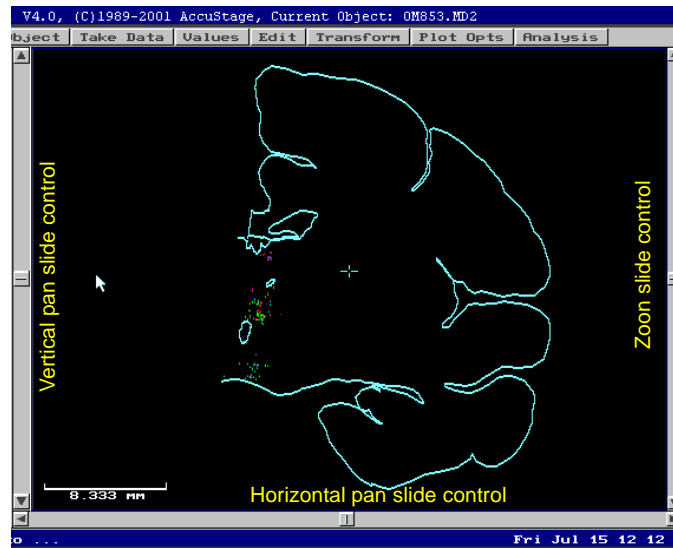 V4.0, (C)1989-2001 AccuStage, Current Object: OM853.MD2
bject Take Data Values Edit Transform Plot Opts Analysis
Vertical pan slide control
Zoon slide control
8.333 MM
Horizontal pan slide control
o ... Fri Jul 15 12 12